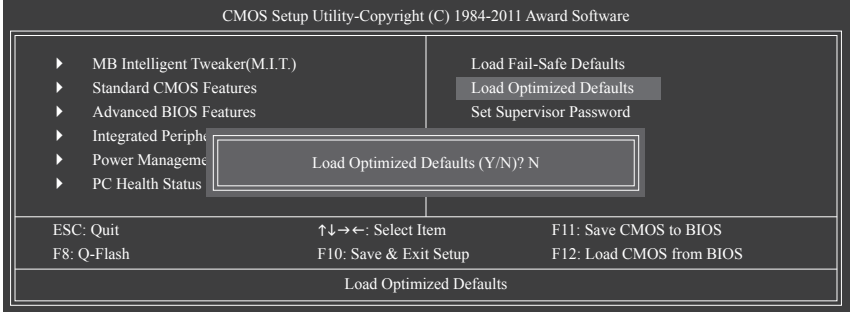 CMOS Setup Utility-Copyright (C) 1984-2011 Award Software
MB Intelligent Tweaker(M.I.T.)
Standard CMOS Features
Advanced BIOS Features
Integrated Periphe
Power Manageme
PC Health Status
Load Fail-Safe Defaults
Load Optimized Defaults
Set Supervisor Password
Load Optimized Defaults (Y/N)? N
ESC: Quit ↑↓→←: Select Item F11: Save CMOS to BIOS
F8: Q-Flash F10: Save & Exit Setup F12: Load CMOS from BIOS
Load Optimized Defaults